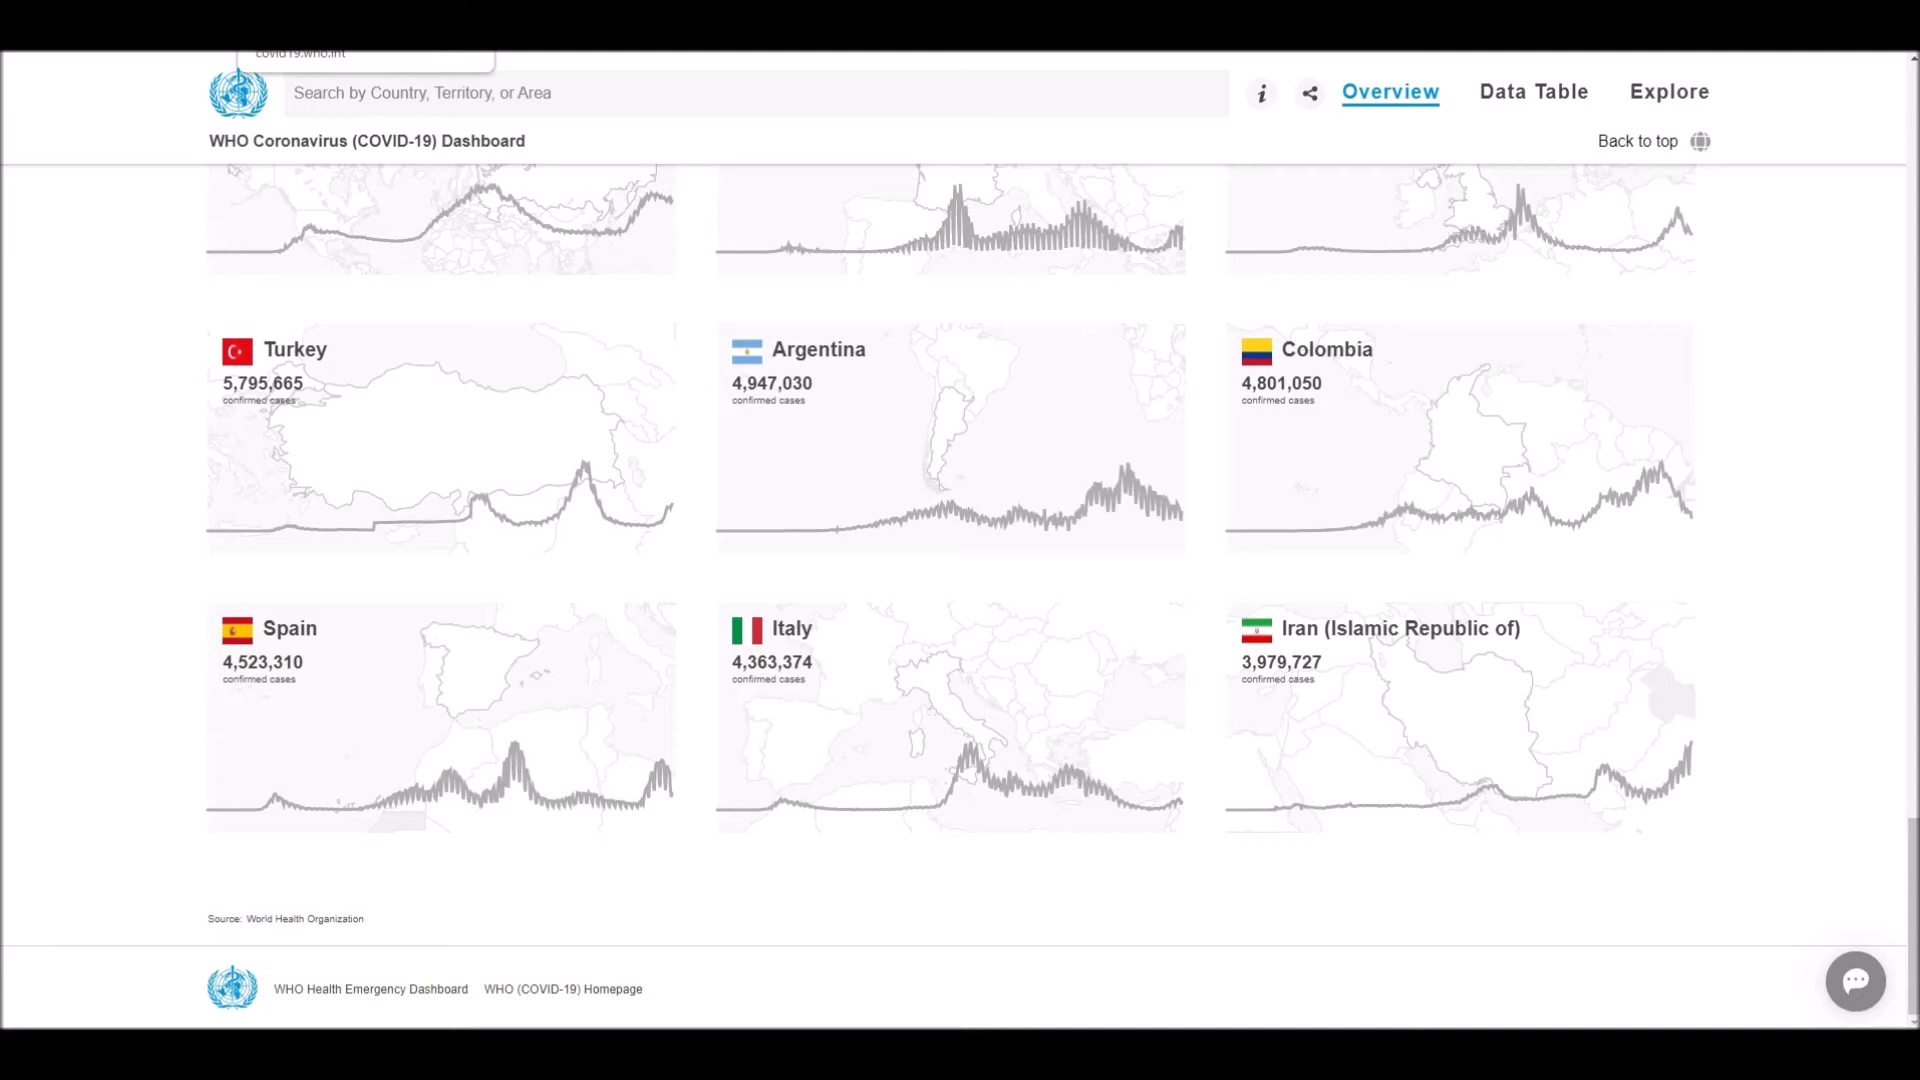 covid19.who.int
Search by Country, Territory, or Area
i
Overview
Data Table
Explore
WHO Coronavirus (COVID-19) Dashboard
Back to top
Turkey
5,795,665
confirmed cases
Argentina
4,947,030
confirmed cases
Colombia
4,801,050
confirmed cases
Spain
4,523,310
confirmed cases
Italy
4,363,374
confirmed cases
Iran (Islamic Republic of)
3,979,727
confirmed cases
Source: World Health Organization
WHO Health Emergency Dashboard
WHO (COVID-19) Homepage